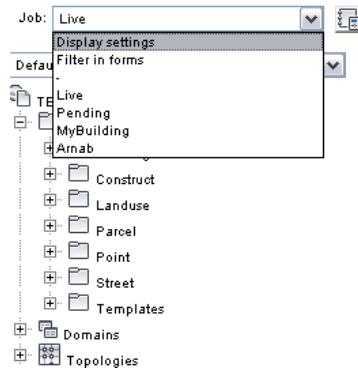 Job: Live
Display settings
Filter in forms
-
Live
Pending
MyBuilding
Arnab
Construct
Landuse
Parcel
Point
Street
Templates
Domains
Topologies